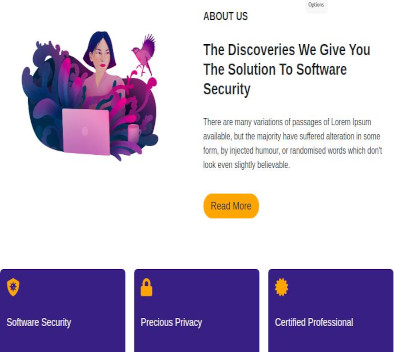 Options
ABOUT US
The Discoveries We Give You
The Solution To Software
Security
There are many variations of passages of Lorem Ipsum
available, but the majority have suffered alteration in some
form, by injected humour, or randomised words which don't
look even slightly believable.
Read More
Software Security
Precious Privacy
Certified Professional